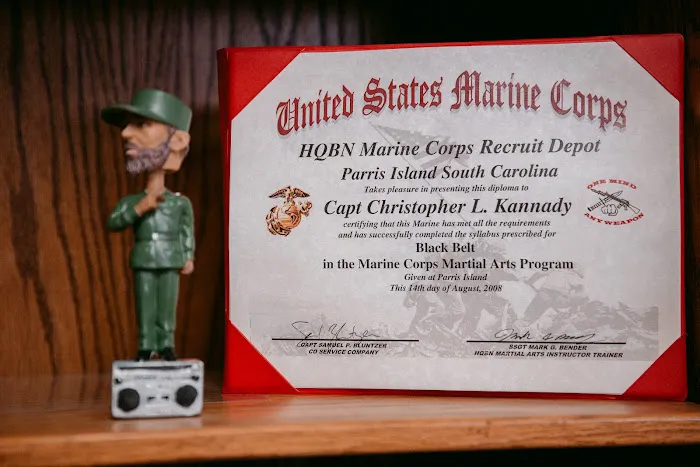 United States Marine Corps
HQBN Marine Corps Recruit Depot
Parris Island South Carolina
Takes pleasure in presenting this diploma to
Capt Christopher L. Kannady
certifying that this Marine has met all the requirements
and has successfully completed the syllabus prescribed for
Black Belt
in the Marine Corps Martial Arts Program
Given at Parris Island
This 14th day of August, 2008
ONE MIND
ANY WEAPON
CAPT SAMUEL P. BLUNTZER
CO SERVICE COMPANY
SSGT MARK G. BENDER
HQBN MARTIAL ARTS INSTRUCTOR TRAINER